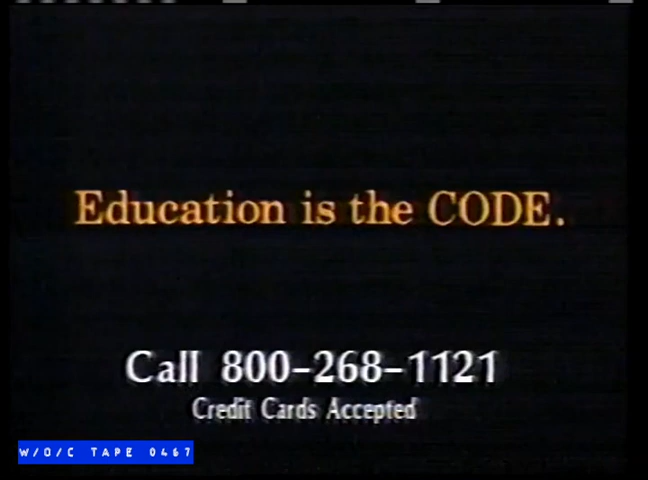 Education is the CODE.
Call 800-268-1121
Credit Cards Accepted
W/O/C TAPE 0467